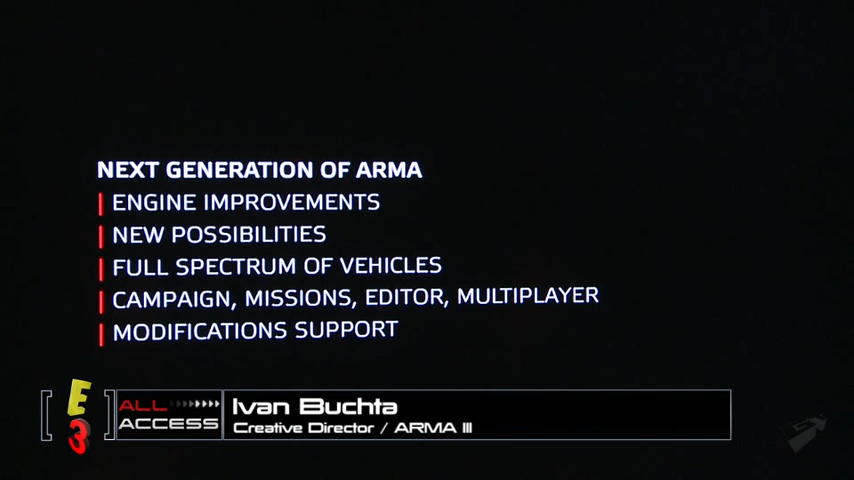 NEXT GENERATION OF ARMA
ENGINE IMPROVEMENTS
NEW POSSIBILITIES
FULL SPECTRUM OF VEHICLES
CAMPAIGN, MISSIONS, EDITOR, MULTIPLAYER
MODIFICATIONS SUPPORT
E3
ALL ACCESS
Ivan Buchta
Creative Director / ARMA III